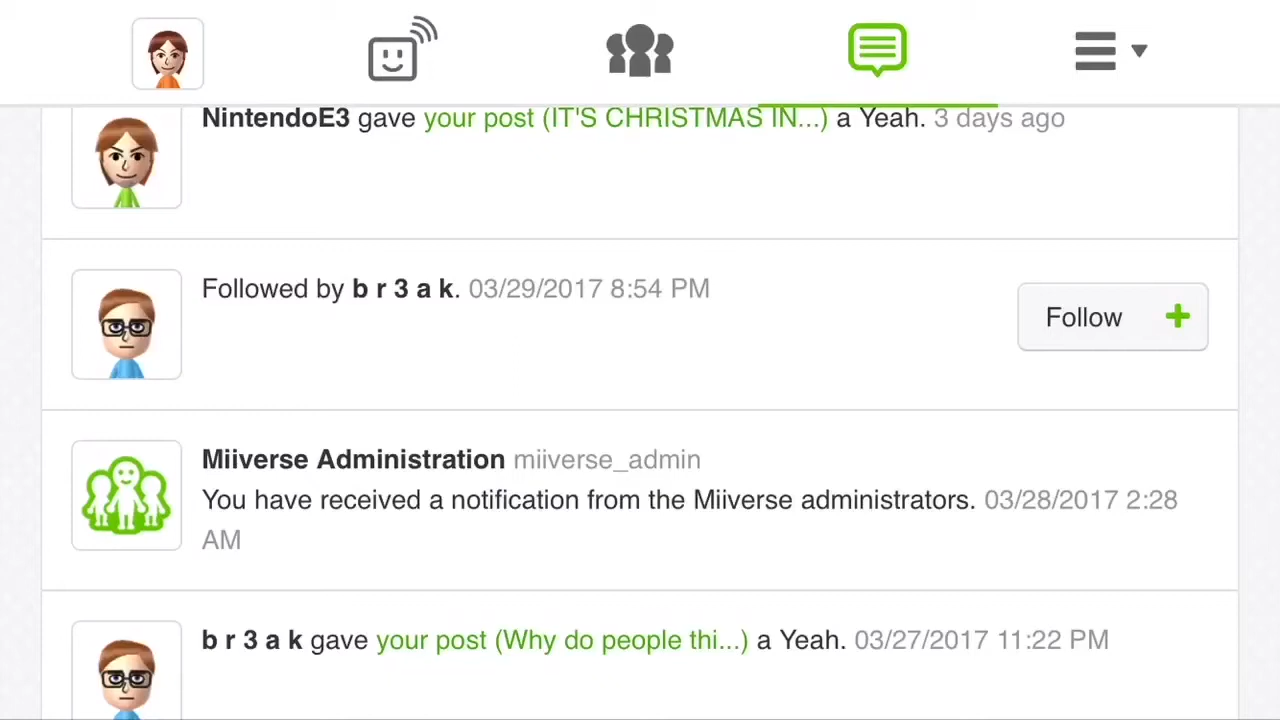 NintendoE3 gave your post (IT'S CHRISTMAS IN...) a Yeah. 3 days ago
Followed by b r 3 a k. 03/29/2017 8:54 PM
Follow
Miiverse Administration miiverse_admin
You have received a notification from the Miiverse administrators. 03/28/2017 2:28
AM
b r 3 a k gave your post (Why do people thi...) a Yeah. 03/27/2017 11:22 PM